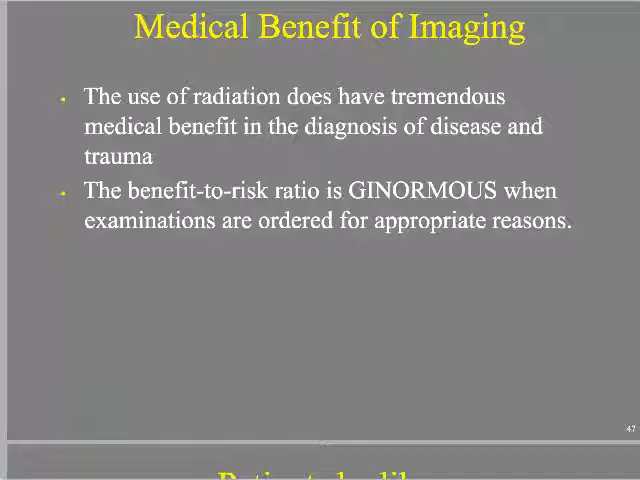 Medical Benefit of Imaging
• The use of radiation does have tremendous
medical benefit in the diagnosis of disease and
trauma
• The benefit-to-risk ratio is GINORMOUS when
examinations are ordered for appropriate reasons.
47